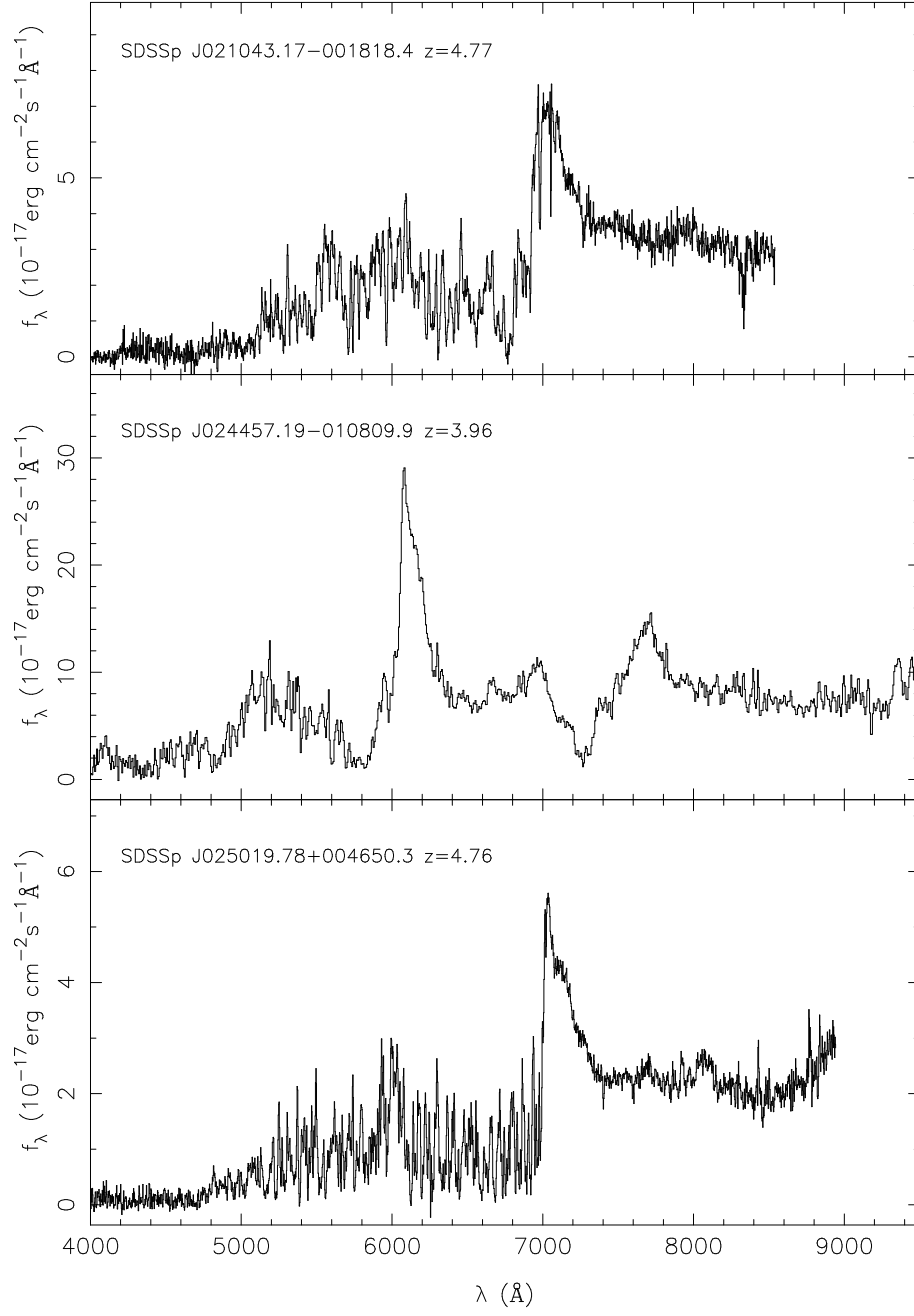 SDSSp J021043.17−001818.4 z=4.77
f_λ (10^−17 erg cm^−2 s^−1 Å^−1)
5
0
SDSSp J024457.19−010809.9 z=3.96
f_λ (10^−17 erg cm^−2 s^−1 Å^−1)
30
20
10
0
SDSSp J025019.78+004650.3 z=4.76
f_λ (10^−17 erg cm^−2 s^−1 Å^−1)
6
4
2
0
4000 5000 6000 7000 8000 9000
λ (Å)